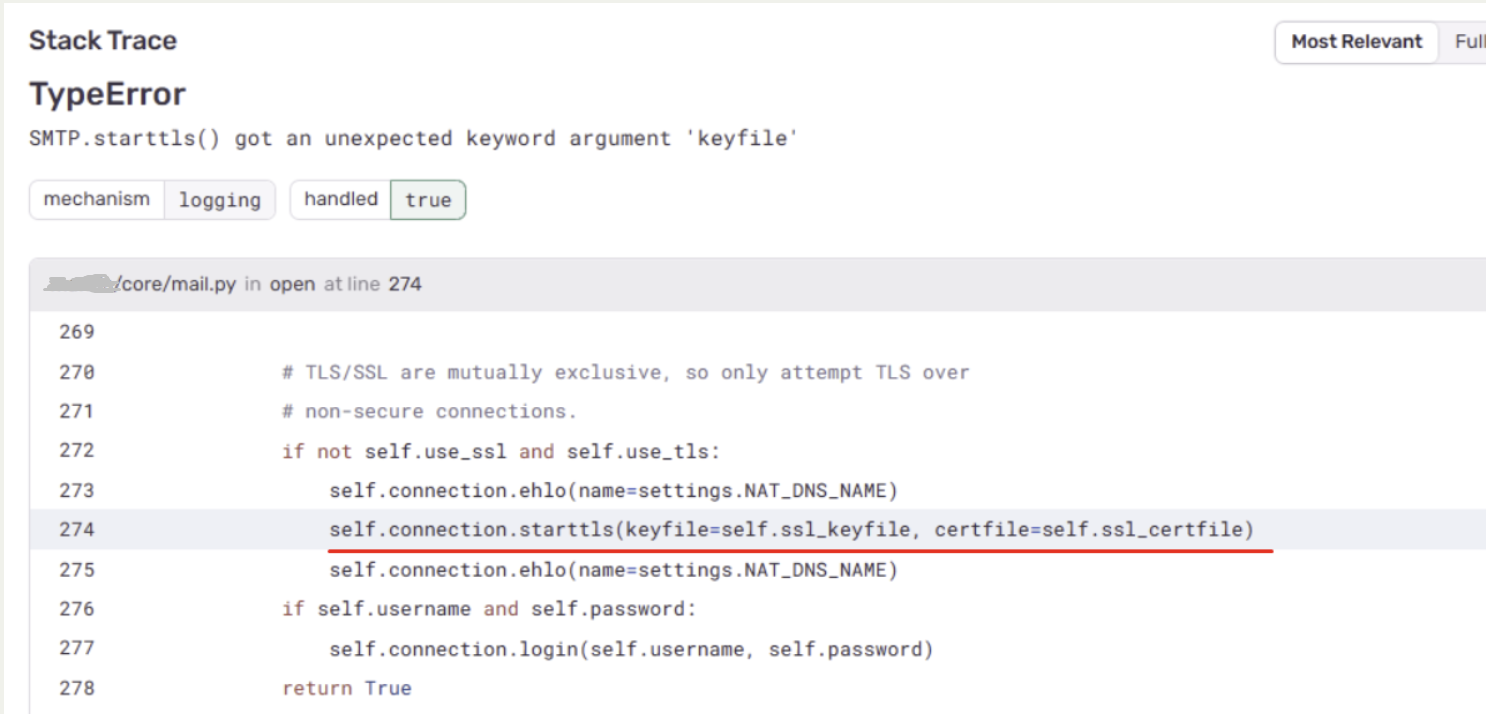 Stack Trace
Most Relevant Full
TypeError
SMTP.starttls() got an unexpected keyword argument 'keyfile'
mechanism logging handled true
/core/mail.py in open at line 274
269
270 # TLS/SSL are mutually exclusive, so only attempt TLS over
271 # non-secure connections.
272 if not self.use_ssl and self.use_tls:
273 self.connection.ehlo(name=settings.NAT_DNS_NAME)
274 self.connection.starttls(keyfile=self.ssl_keyfile, certfile=self.ssl_certfile)
275 self.connection.ehlo(name=settings.NAT_DNS_NAME)
276 if self.username and self.password:
277 self.connection.login(self.username, self.password)
278 return True